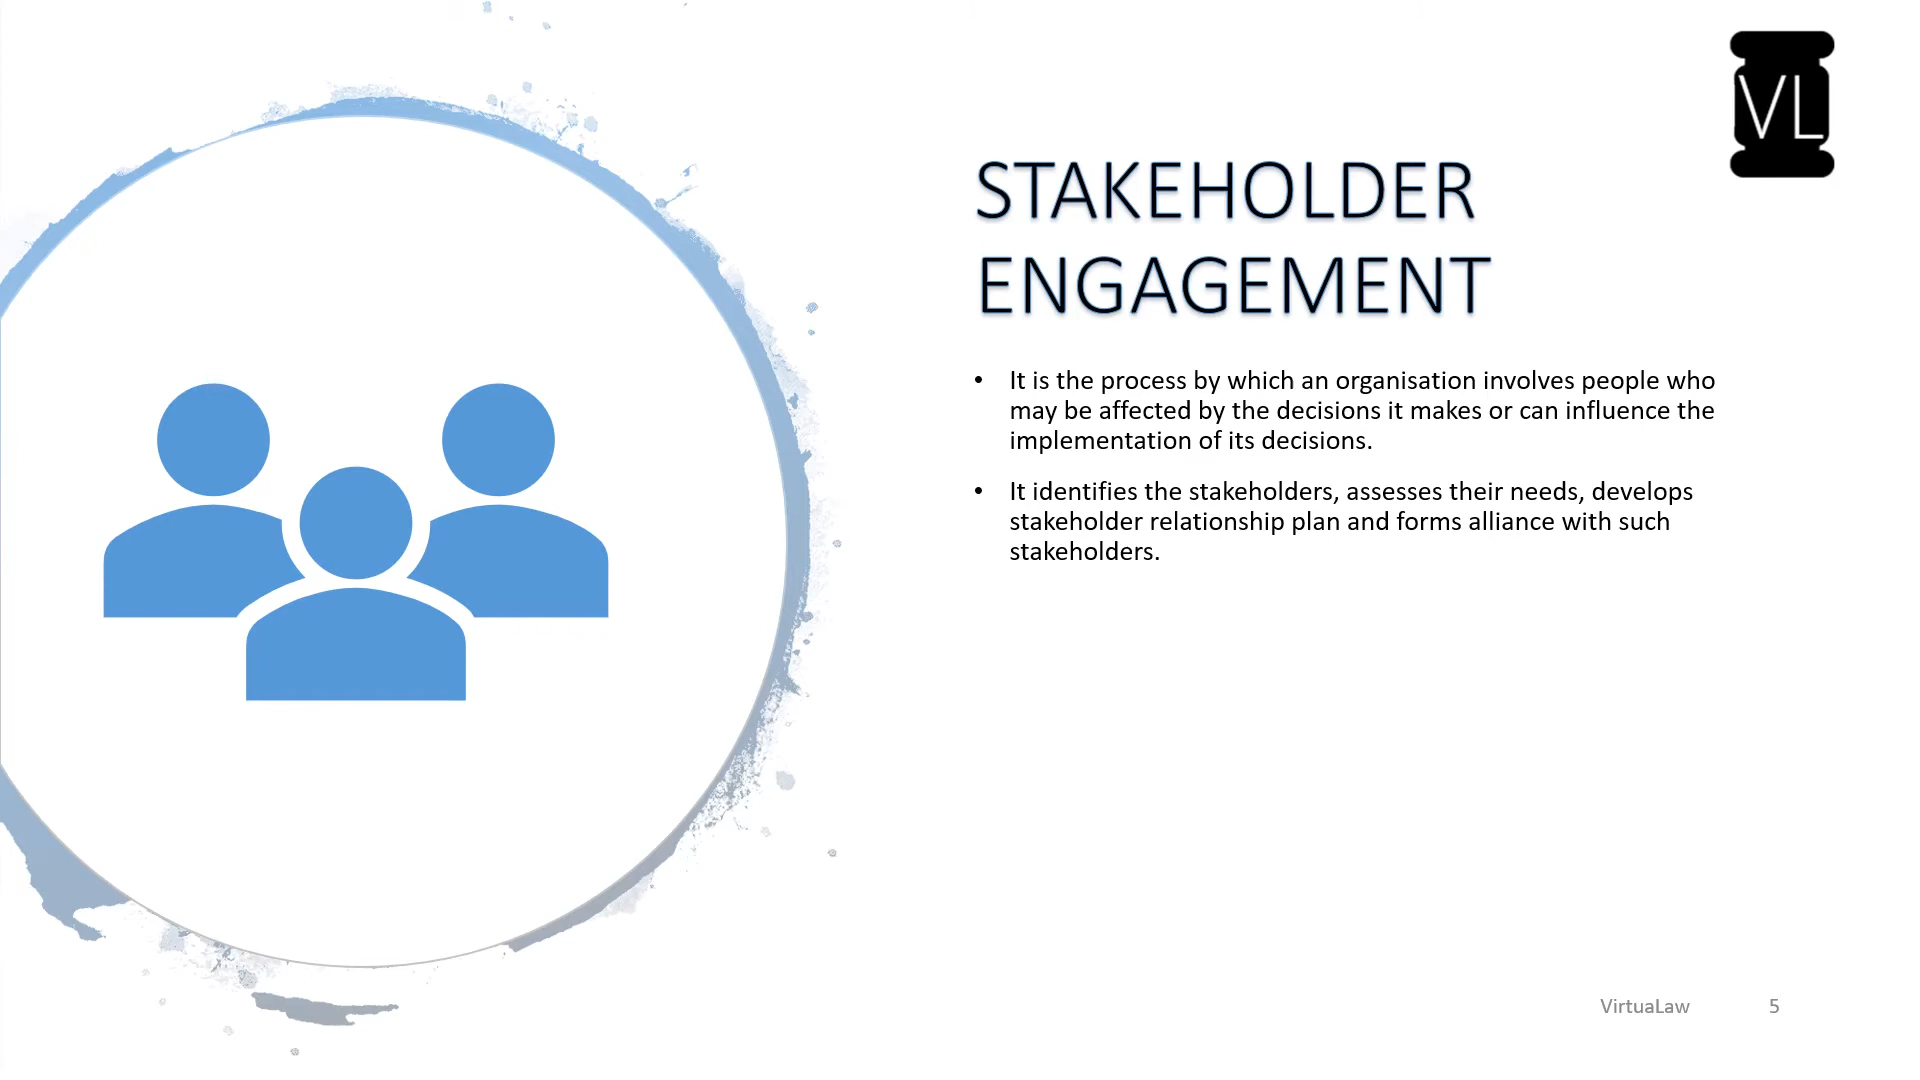 VL
STAKEHOLDER
ENGAGEMENT
• It is the process by which an organisation involves people who
may be affected by the decisions it makes or can influence the
implementation of its decisions.
• It identifies the stakeholders, assesses their needs, develops
stakeholder relationship plan and forms alliance with such
stakeholders.
VirtuaLaw 5